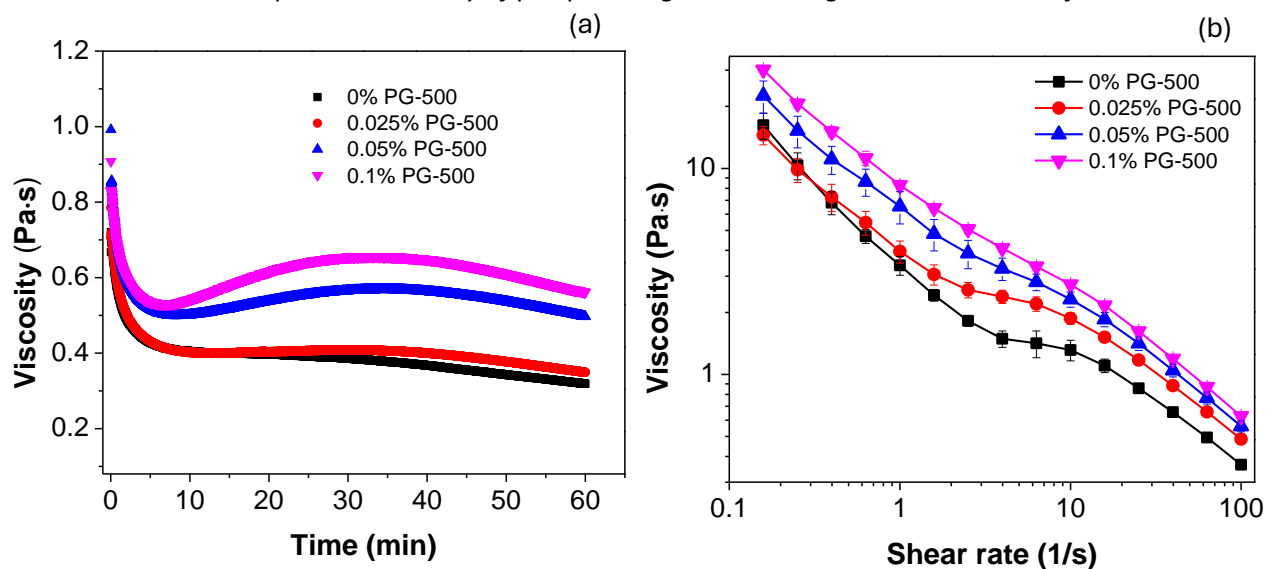 (a)
Viscosity (Pa·s)
1.2
1.0
0.8
0.6
0.4
0.2
0% PG-500
0.025% PG-500
0.05% PG-500
0.1% PG-500
0
10
20
30
40
50
60
Time (min)
(b)
Viscosity (Pa·s)
10
1
0% PG-500
0.025% PG-500
0.05% PG-500
0.1% PG-500
0.1
1
10
100
Shear rate (1/s)